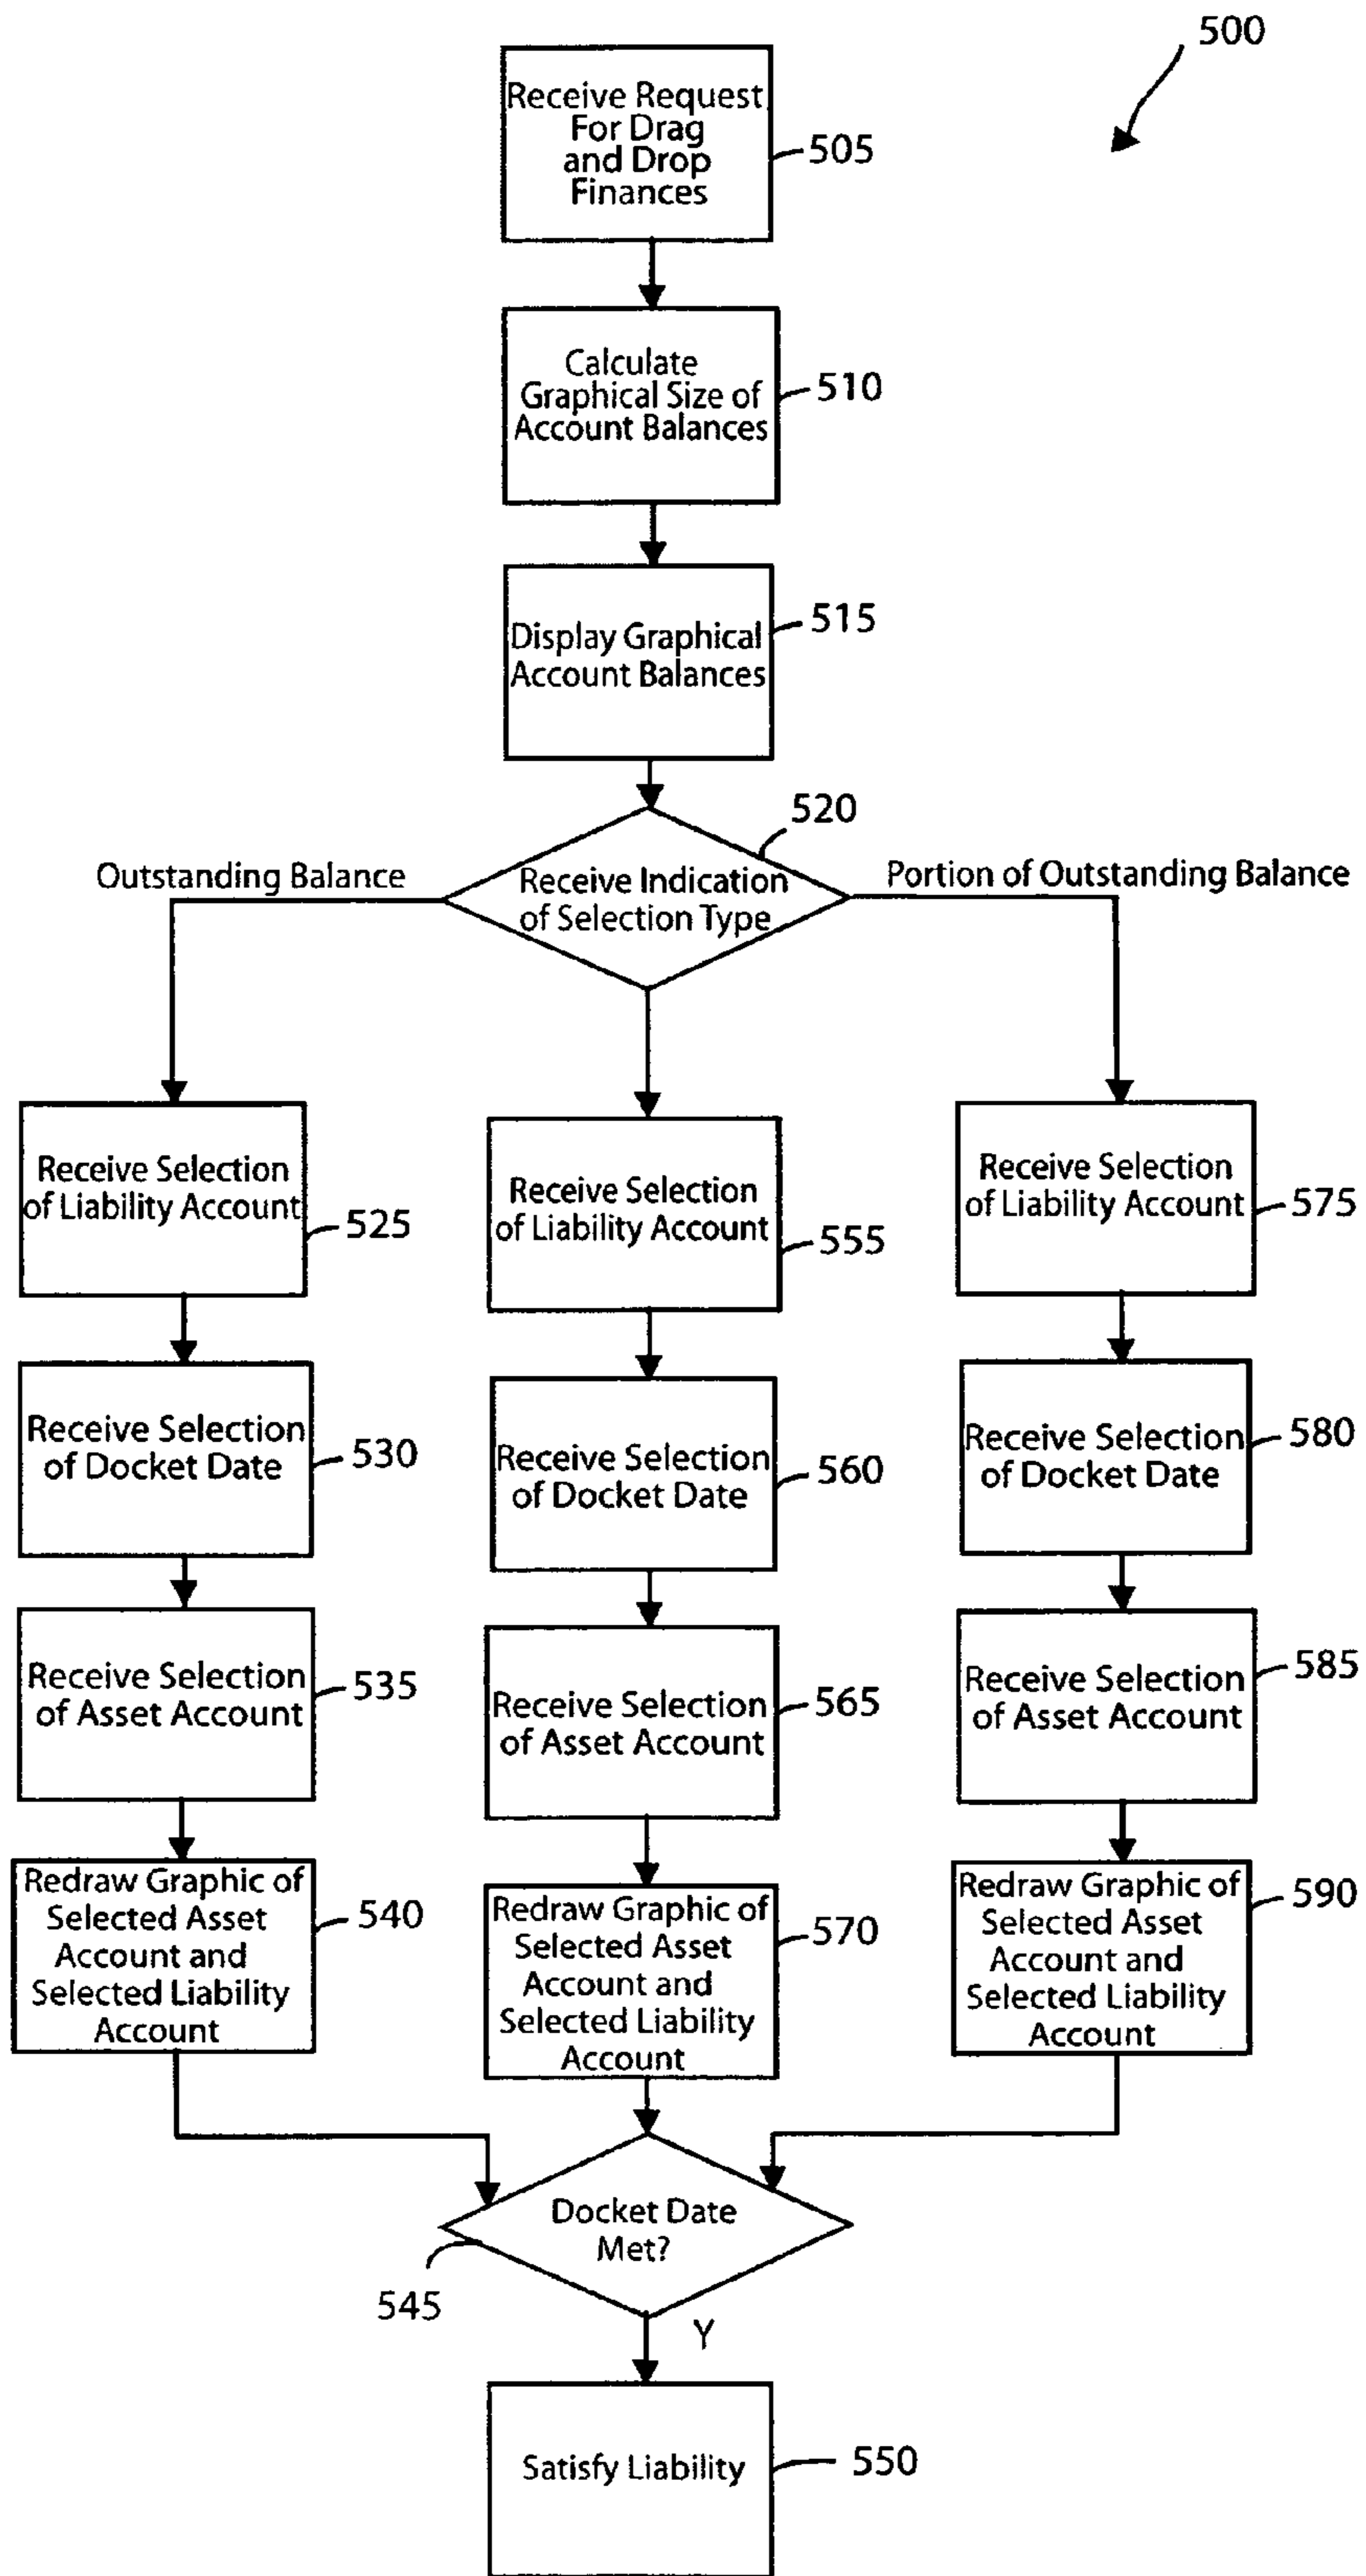 500
Receive Request
For Drag
and Drop
Finances
505
Calculate
Graphical Size of
Account Balances
510
Display Graphical
Account Balances
515
520
Outstanding Balance
Receive Indication
of Selection Type
Portion of Outstanding Balance
Receive Selection
of Liability Account
525
Receive Selection
of Liability Account
555
Receive Selection
of Liability Account
575
Receive Selection
of Docket Date
530
Receive Selection
of Docket Date
560
Receive Selection
of Docket Date
580
Receive Selection
of Asset Account
535
Receive Selection
of Asset Account
565
Receive Selection
of Asset Account
585
Redraw Graphic of
Selected Asset
Account and
Selected Liability
Account
540
Redraw Graphic of
Selected Asset
Account and
Selected Liability
Account
570
Redraw Graphic of
Selected Asset
Account and
Selected Liability
Account
590
Docket Date
Met?
545
Y
Satisfy Liability
550